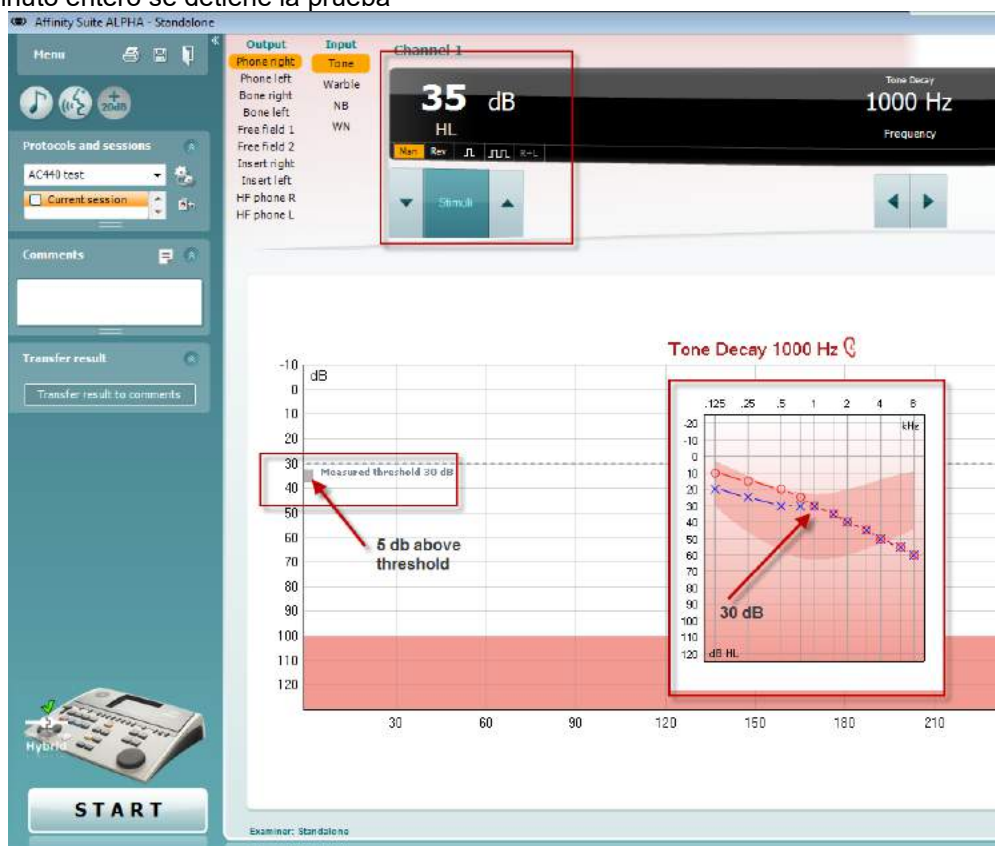 nuto entero se detiene la prueba
Affinity Suite ALPHA - Standalone
Menu
20dB
Protocols and sessions
AC440 test
Current session
Comments
Transfer result
Transfer result to comments
Hybrid
START
Output
Phone right
Phone left
Bone right
Bone left
Free field 1
Free field 2
Insert right
Insert left
HF phone R
HF phone L
Input
Tone
Warble
NB
WN
Channel 1
35 dB
HL
Man Rev R+L
Stimuli
Tone Decay
1000 Hz
Frequency
Tone Decay 1000 Hz
dB
-10
0
10
20
30
40
50
60
70
80
90
100
110
120
Measured threshold 30 dB
5 db above
threshold
30 60 90 120 150 180 210
.125 .25 .5 1 2 4 8
kHz
-20
-10
0
10
20
30
40
50
60
70
80
90
100
110
120
dB HL
30 dB
Examiner: Standalone